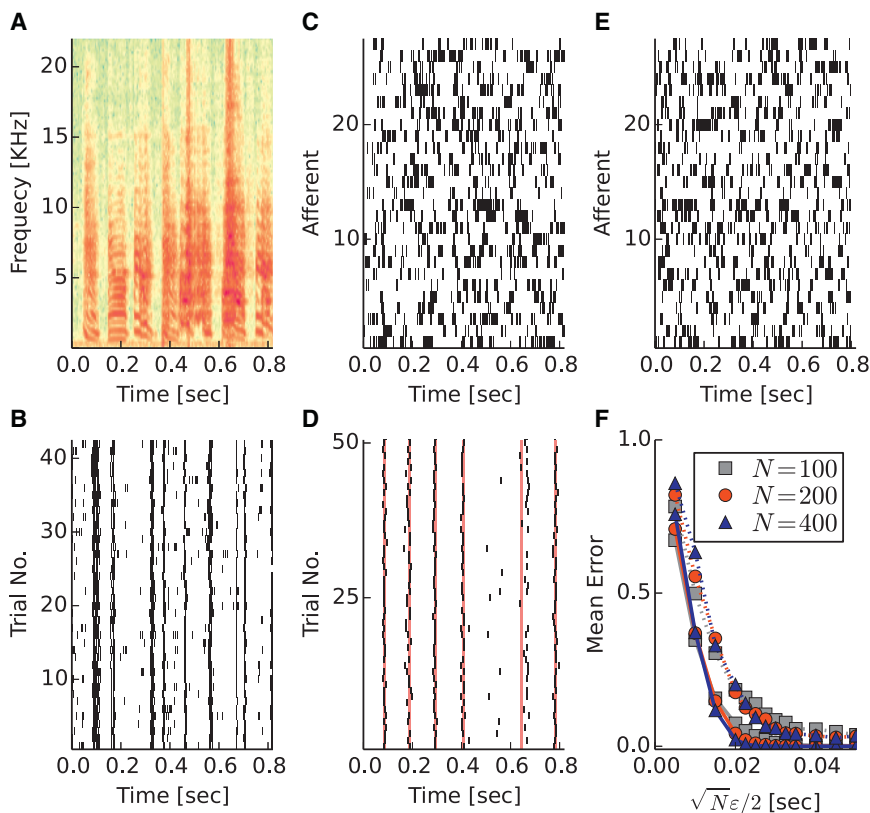 A
Frequecy [KHz]
20
15
10
5
0.0 0.2 0.4 0.6 0.8
Time [sec]
C
Afferent
20
10
0.0 0.2 0.4 0.6 0.8
Time [sec]
E
Afferent
20
10
0.0 0.2 0.4 0.6 0.8
Time [sec]
B
Trial No.
40
30
20
10
0.0 0.2 0.4 0.6 0.8
Time [sec]
D
Trial No.
50
25
0.0 0.2 0.4 0.6 0.8
Time [sec]
F
Mean Error
1.0
0.5
0.0
N=100
N=200
N=400
0.00 0.02 0.04
√Nε/2 [sec]